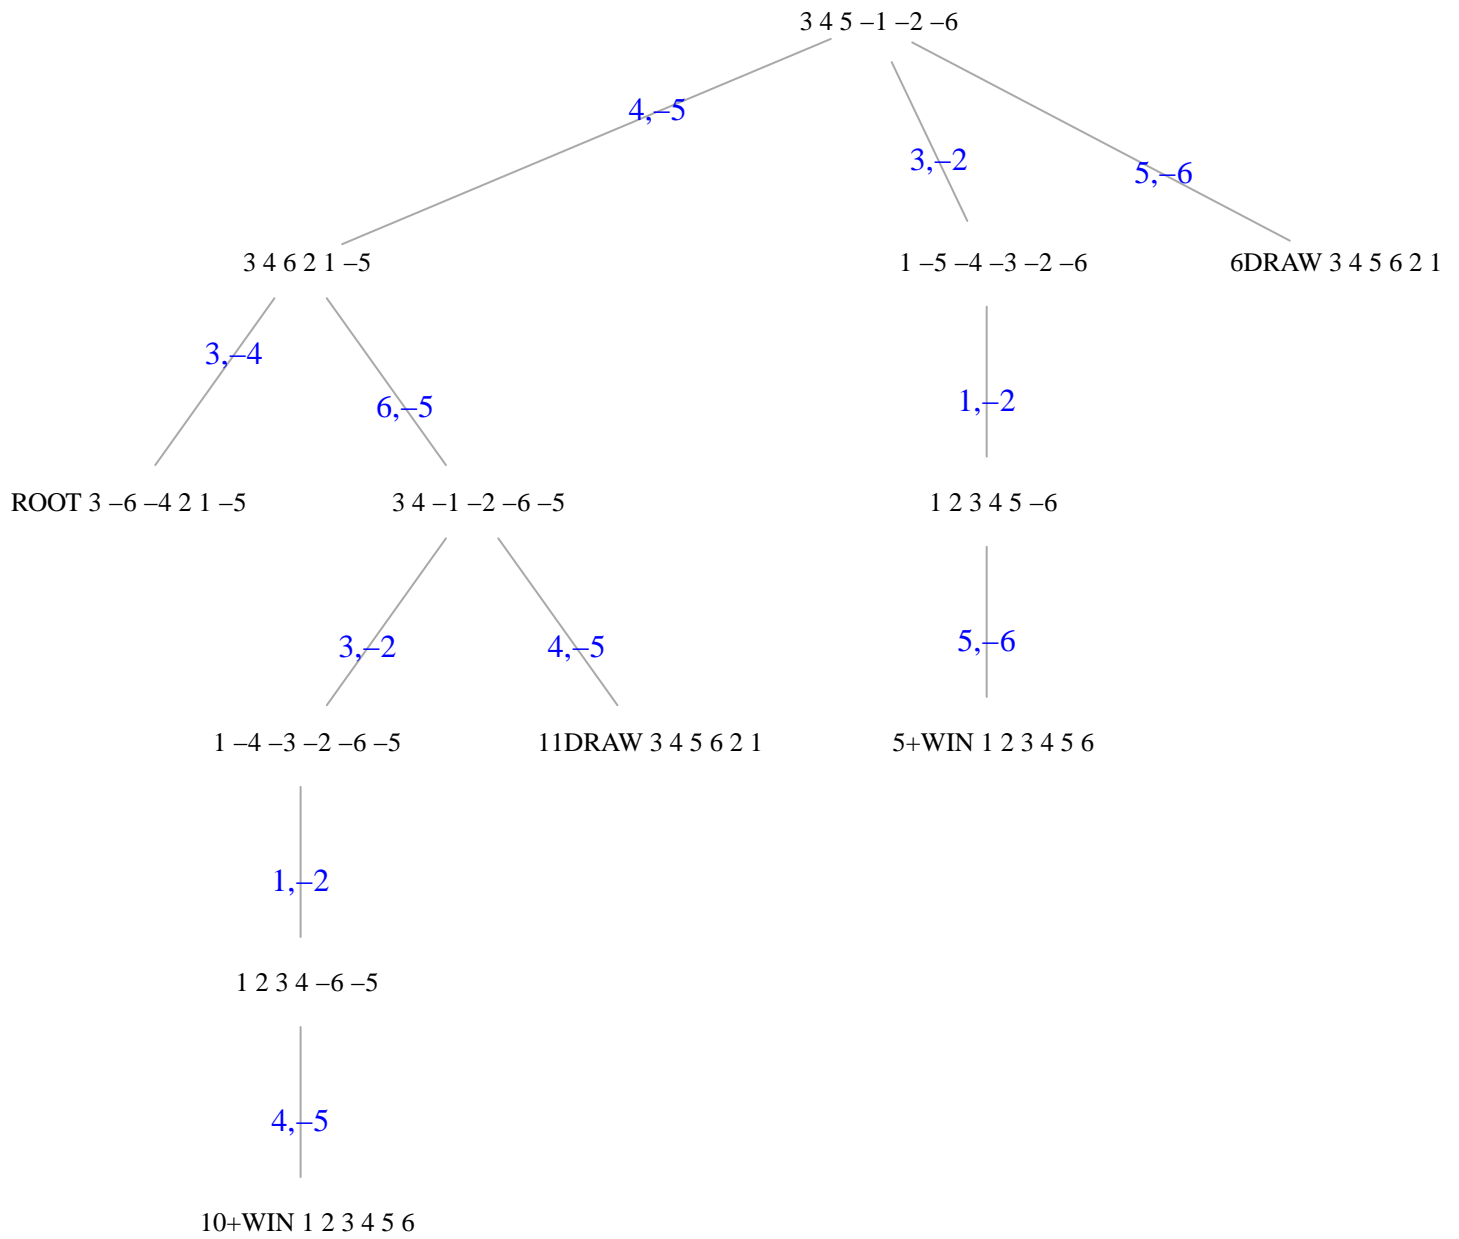 3 4 5 –1 –2 –6
4,–5
3,–2
5,–6
3 4 6 2 1 –5
1 –5 –4 –3 –2 –6
6DRAW 3 4 5 6 2 1
3,–4
6,–5
1,–2
ROOT 3 –6 –4 2 1 –5
3 4 –1 –2 –6 –5
1 2 3 4 5 –6
3,–2
4,–5
5,–6
1 –4 –3 –2 –6 –5
11DRAW 3 4 5 6 2 1
5+WIN 1 2 3 4 5 6
1,–2
1 2 3 4 –6 –5
4,–5
10+WIN 1 2 3 4 5 6